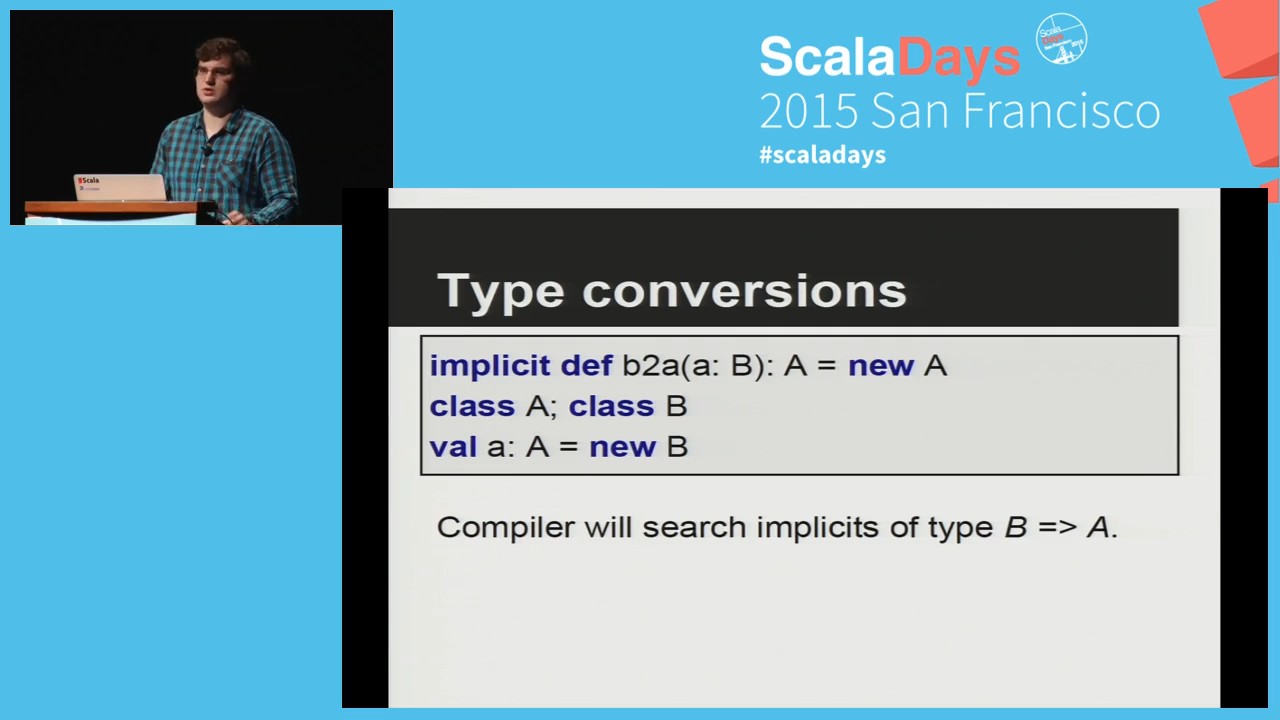 ScalaDays
2015 San Francisco
#scaladays
Scala
Type conversions
implicit def b2a(a: B): A = new A
class A; class B
val a: A = new B
Compiler will search implicits of type B => A.